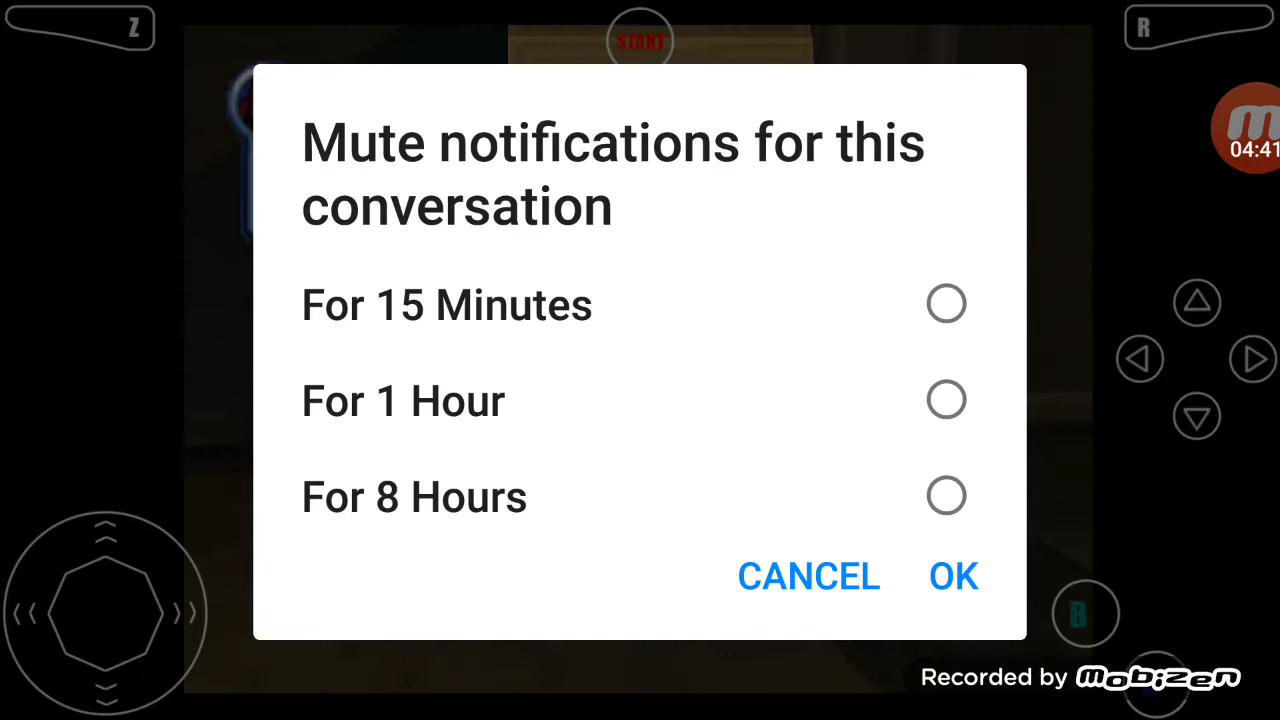 Z
START
R
04:41
Mute notifications for this
conversation
For 15 Minutes
For 1 Hour
For 8 Hours
CANCEL OK
B
Recorded by mobizen